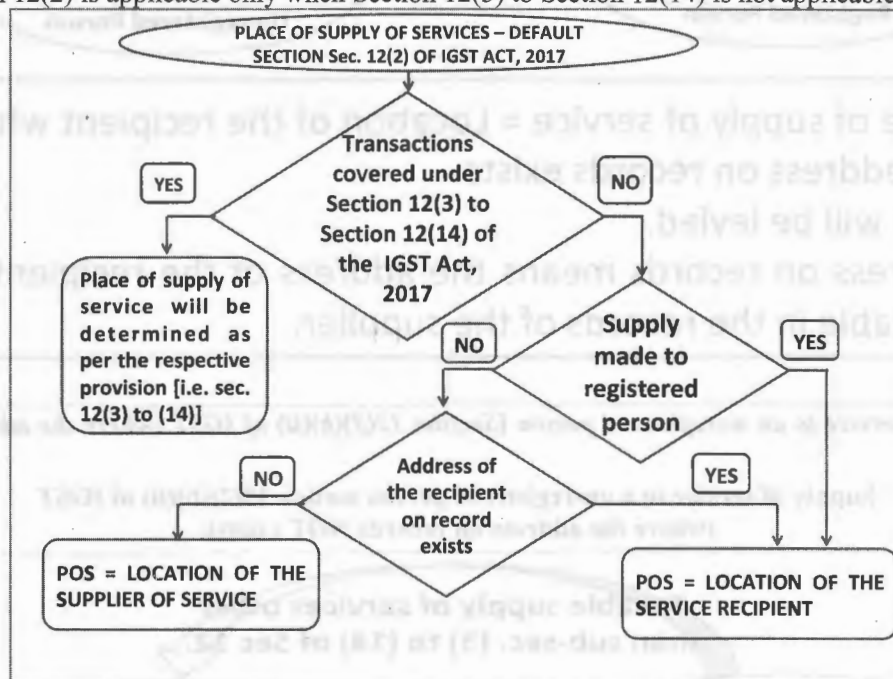 12(2) is applicable only when Section 12(3) to Section 12(14) is not applicable
PLACE OF SUPPLY OF SERVICES – DEFAULT
SECTION Sec. 12(2) OF IGST ACT, 2017
Transactions
covered under
Section 12(3) to
Section 12(14) of
the IGST Act,
2017
YES
NO
Place of supply of
service will be
determined as
per the respective
provision [i.e. sec.
12(3) to (14)]
Supply
made to
registered
person
NO
YES
Address of
the recipient
on record
exists
NO
YES
POS = LOCATION OF THE
SUPPLIER OF SERVICE
POS = LOCATION OF THE
SERVICE RECIPIENT